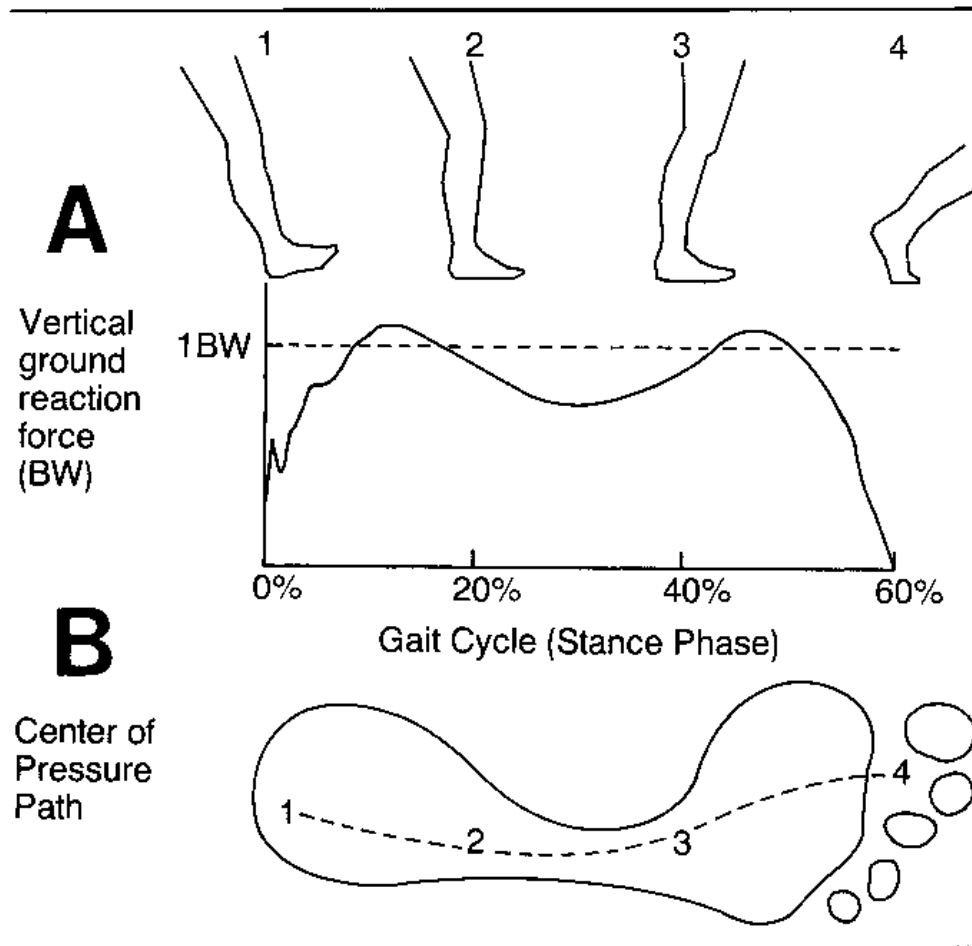 1 2 3 4
A
Vertical
ground
reaction
force
(BW)
1BW
0% 20% 40% 60%
Gait Cycle (Stance Phase)
B
Center of
Pressure
Path
1 2 3 4